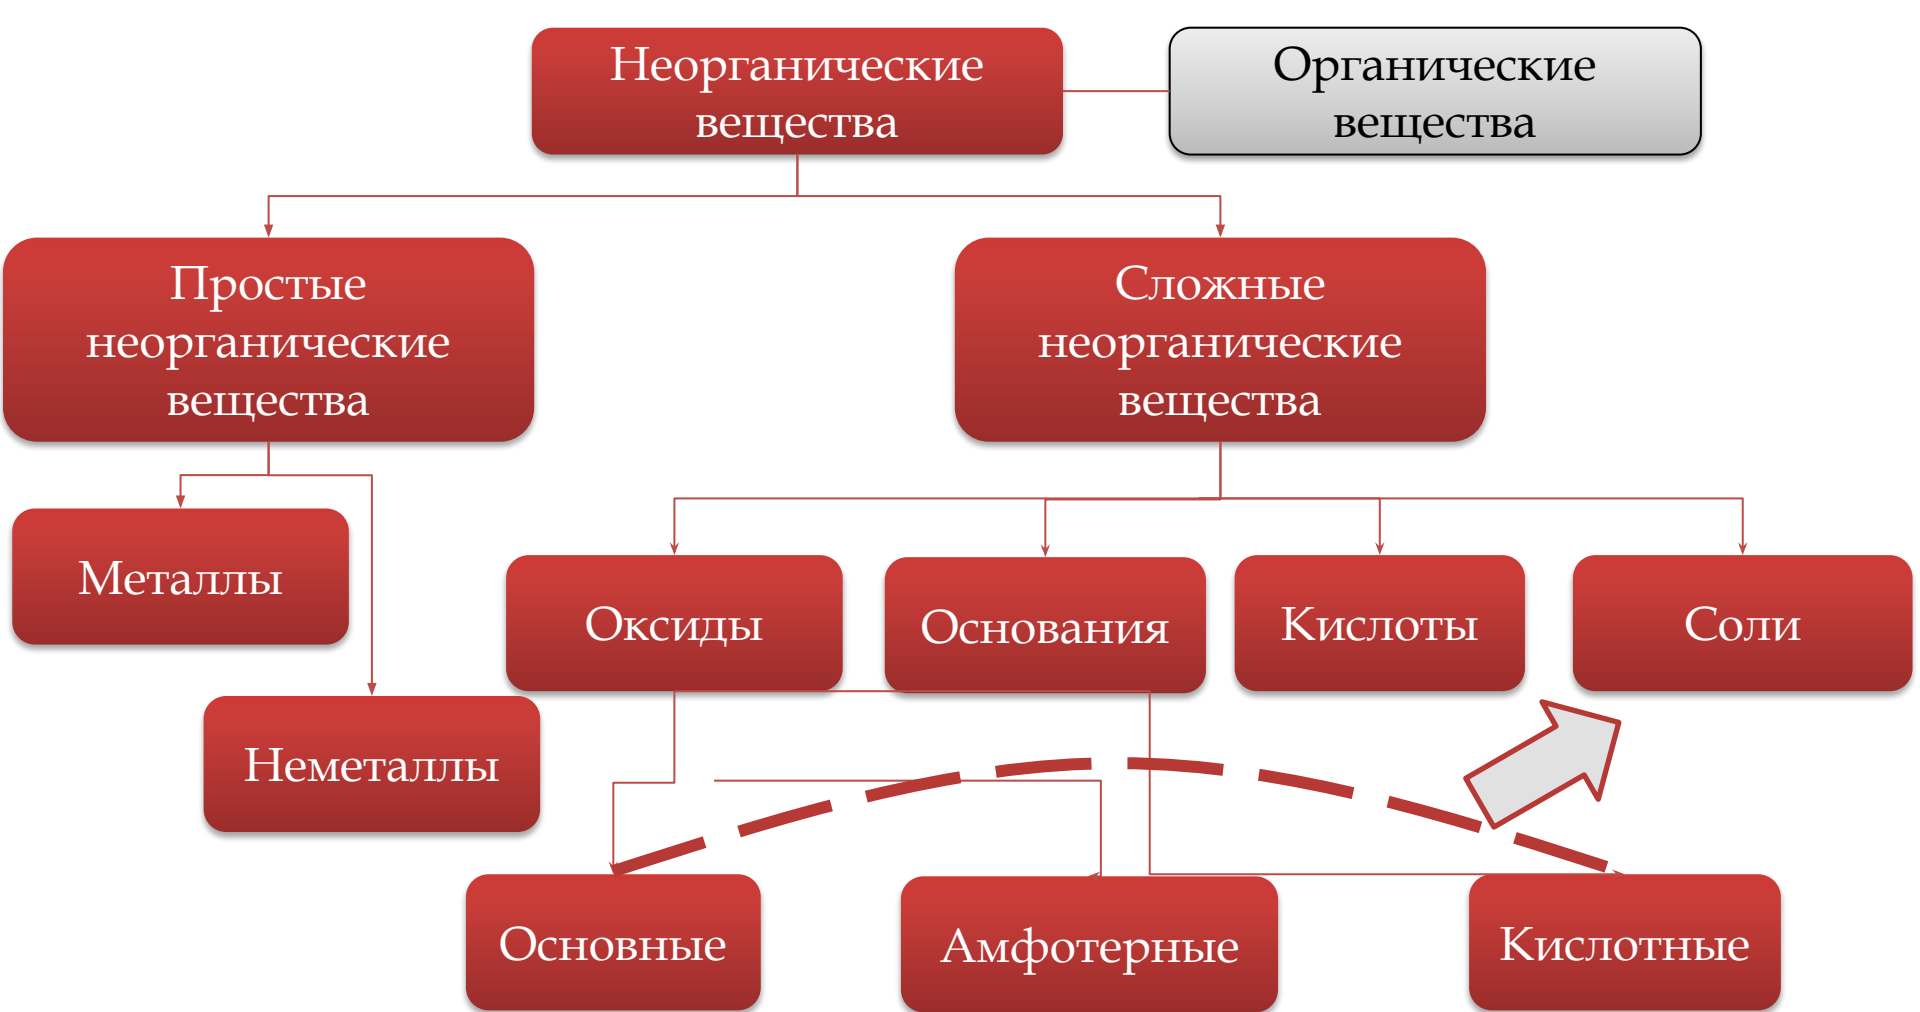 Неорганические
вещества
Органические
вещества
Простые
неорганические
вещества
Сложные
неорганические
вещества
Металлы
Неметаллы
Оксиды
Основания
Кислоты
Соли
Основные
Амфотерные
Кислотные